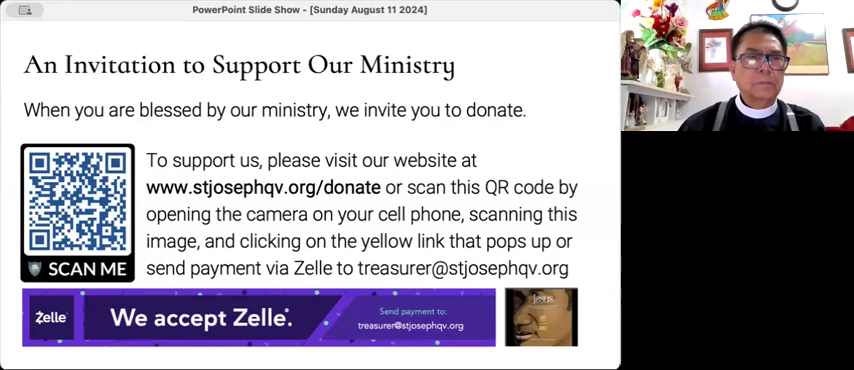 PowerPoint Slide Show - [Sunday August 11 2024]
An Invitation to Support Our Ministry
When you are blessed by our ministry, we invite you to donate.
To support us, please visit our website at
www.stjosephqv.org/donate or scan this QR code by
opening the camera on your cell phone, scanning this
image, and clicking on the yellow link that pops up or
send payment via Zelle to treasurer@stjosephqv.org
SCAN ME
Zelle
We accept Zelle®.
Send payment to:
treasurer@stjosephqv.org
JESUS